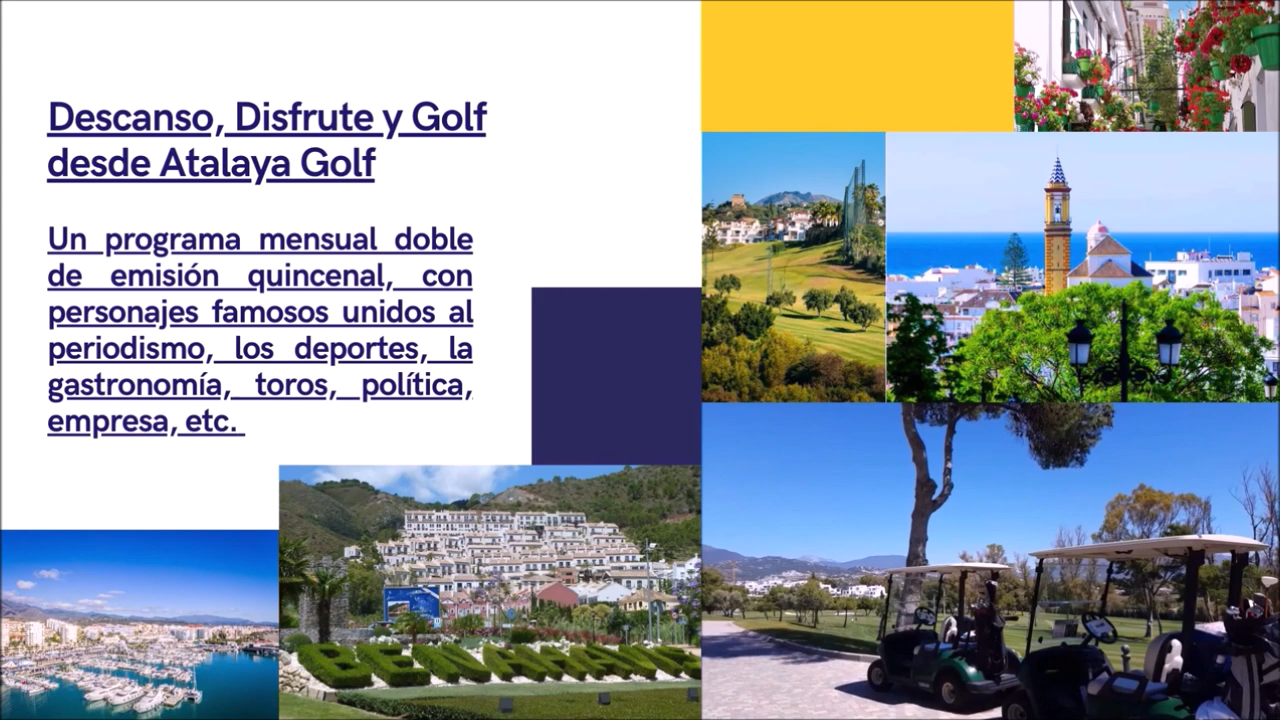 Descanso, Disfrute y Golf
desde Atalaya Golf
Un programa mensual doble
de emisión quincenal, con
personajes famosos unidos al
periodismo, los deportes, la
gastronomía, toros, política,
empresa, etc.
BENAHAVIS